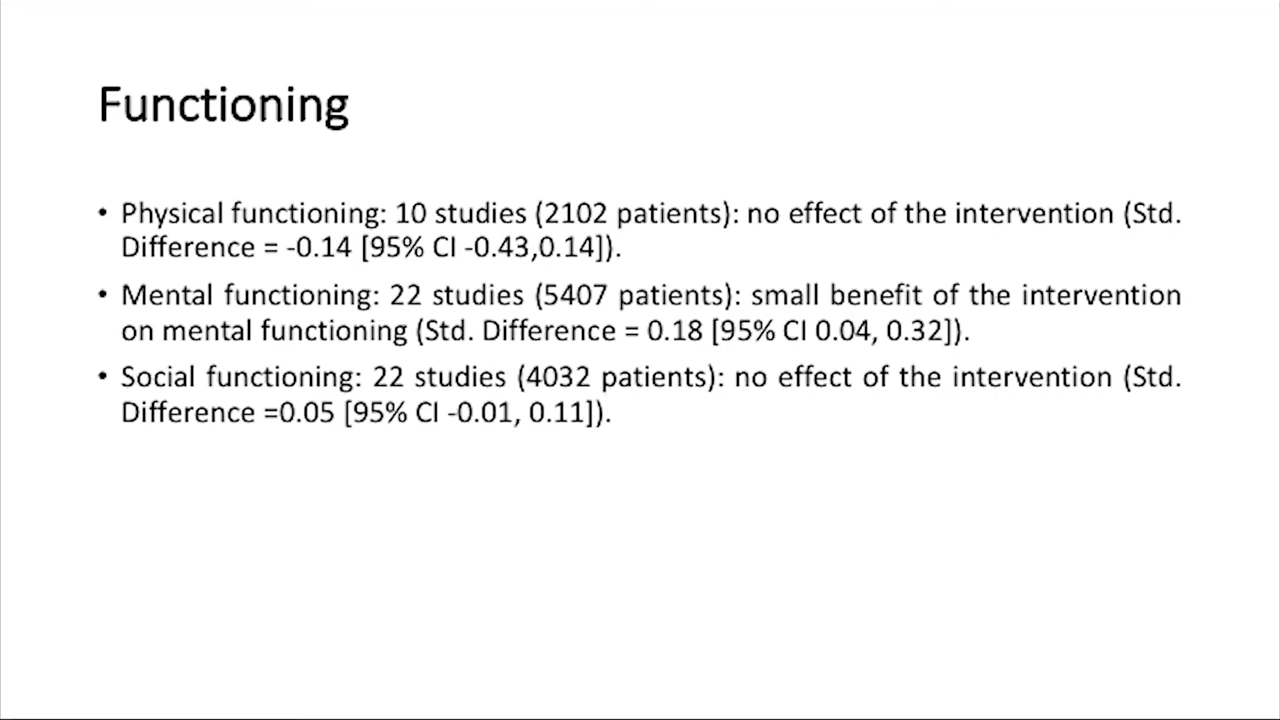 Functioning
• Physical functioning: 10 studies (2102 patients): no effect of the intervention (Std.
Difference = -0.14 [95% CI -0.43,0.14]).
• Mental functioning: 22 studies (5407 patients): small benefit of the intervention
on mental functioning (Std. Difference = 0.18 [95% CI 0.04, 0.32]).
• Social functioning: 22 studies (4032 patients): no effect of the intervention (Std.
Difference =0.05 [95% CI -0.01, 0.11]).